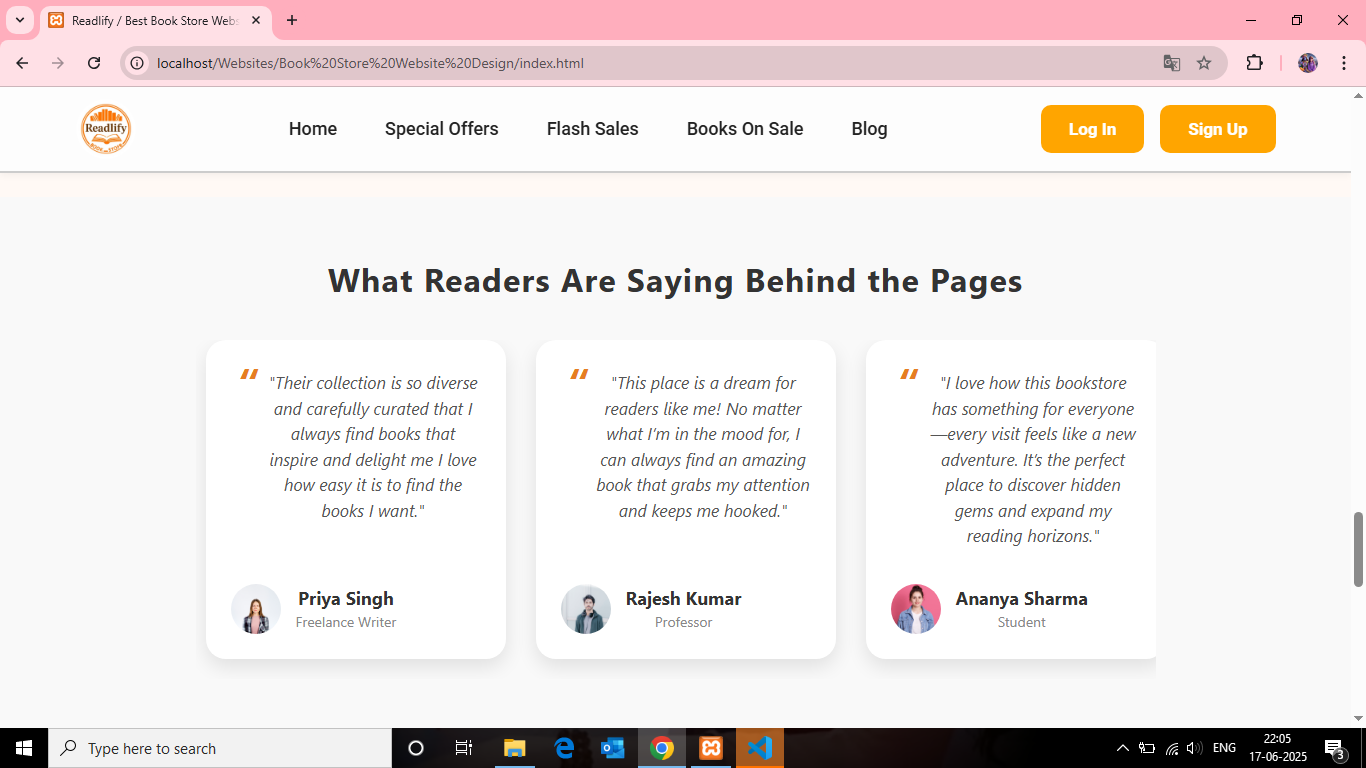 Readlify / Best Book Store Webs
localhost/Websites/Book%20Store%20Website%20Design/index.html
Readlify
BOOK STORE
Home
Special Offers
Flash Sales
Books On Sale
Blog
Log In
Sign Up
What Readers Are Saying Behind the Pages
“
"Their collection is so diverse
and carefully curated that I
always find books that
inspire and delight me I love
how easy it is to find the
books I want."
Priya Singh
Freelance Writer
“
"This place is a dream for
readers like me! No matter
what I’m in the mood for, I
can always find an amazing
book that grabs my attention
and keeps me hooked."
Rajesh Kumar
Professor
“
"I love how this bookstore
has something for everyone
—every visit feels like a new
adventure. It’s the perfect
place to discover hidden
gems and expand my
reading horizons."
Ananya Sharma
Student
Type here to search
ENG
22:05
17-06-2025
3